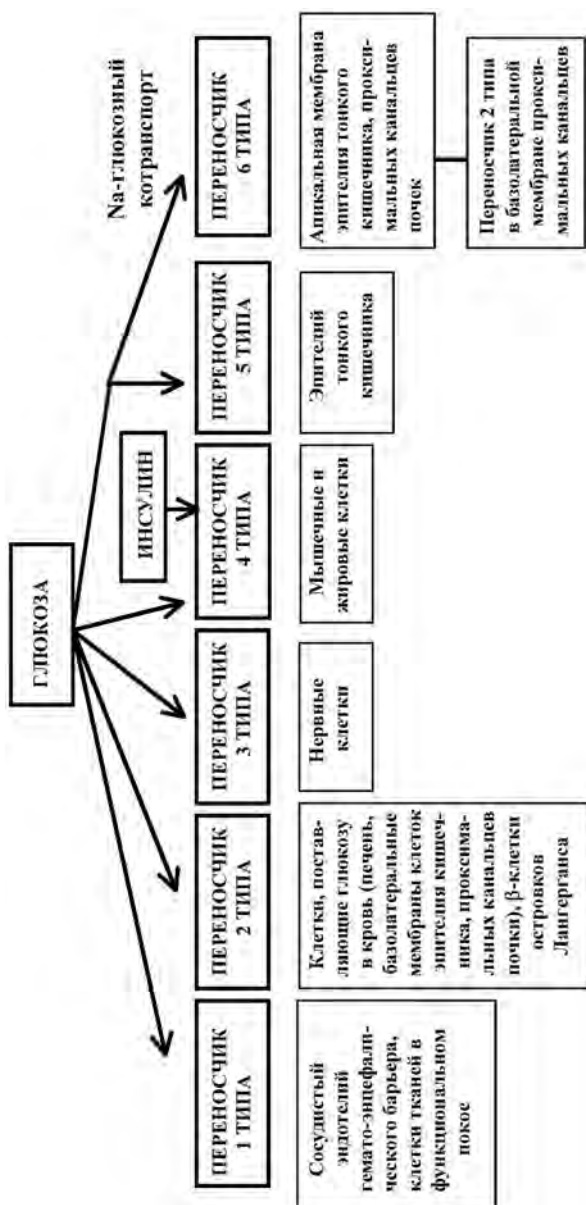 ГЛЮКОЗА
Na-глюкозный
котранспорт
ИНСУЛИН
ПЕРЕНОСЧИК
1 ТИПА
ПЕРЕНОСЧИК
2 ТИПА
ПЕРЕНОСЧИК
3 ТИПА
ПЕРЕНОСЧИК
4 ТИПА
ПЕРЕНОСЧИК
5 ТИПА
ПЕРЕНОСЧИК
6 ТИПА
Сосудистый
эндотелий
гемато-энцефали-
ческого барьера,
клетки тканей в
функциональном
покое
Клетки, постав-
ляющие глюкозу
в кровь (печень,
базолатеральные
мембраны клеток
эпителия кишеч-
ника, проксима-
льных канальцев
почки), β-клетки
островков
Лангерганса
Нервные
клетки
Мышечные и
жировые клетки
Эпителий
тонкого
кишечника
Апикальная мембрана
эпителия тонкого
кишечника, прокси-
мальных канальцев
почек
Переносчик 2 типа
в базолатеральной
мембране прокси-
мальных канальцев